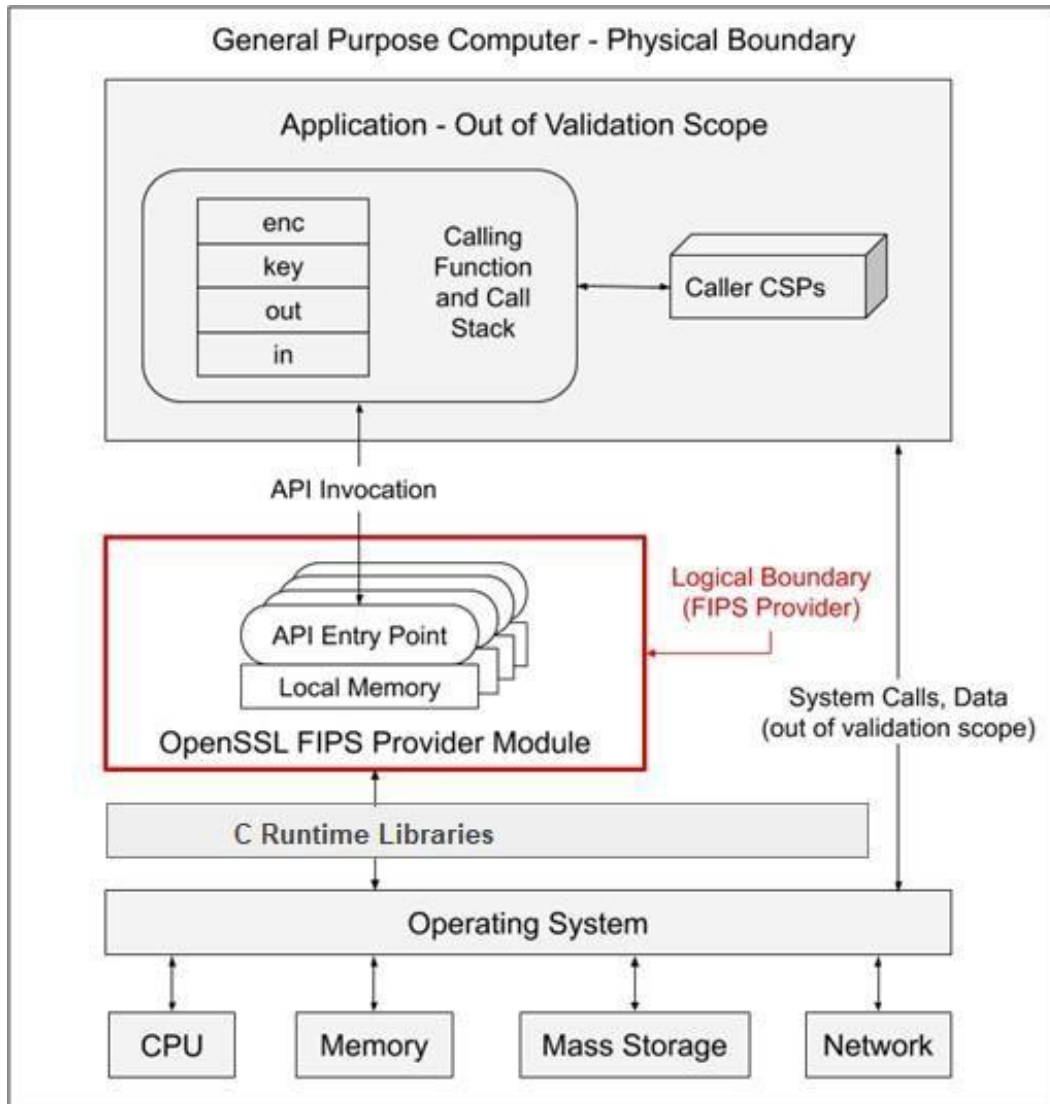 General Purpose Computer - Physical Boundary
Application - Out of Validation Scope
enc
key
out
in
Calling
Function
and Call
Stack
Caller CSPs
API Invocation
Logical Boundary
(FIPS Provider)
API Entry Point
Local Memory
OpenSSL FIPS Provider Module
System Calls, Data
(out of validation scope)
C Runtime Libraries
Operating System
CPU
Memory
Mass Storage
Network